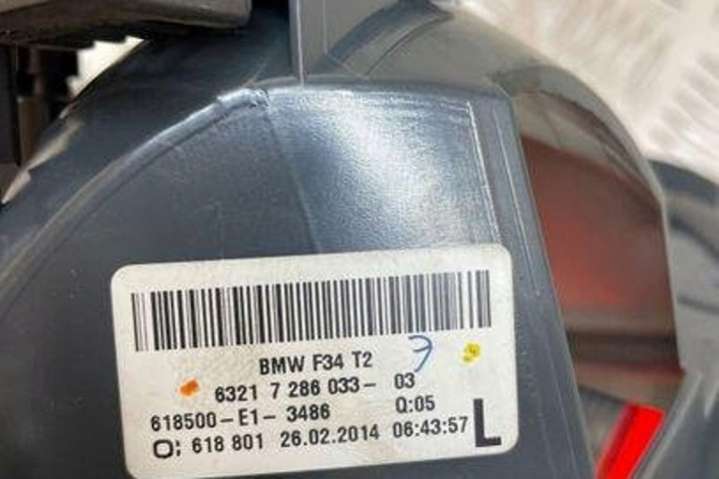 BMW F34 T2
6321 7 286 033- 03
618500-E1- 3486 Q:05
O: 618 801 26.02.2014 06:43:57 L